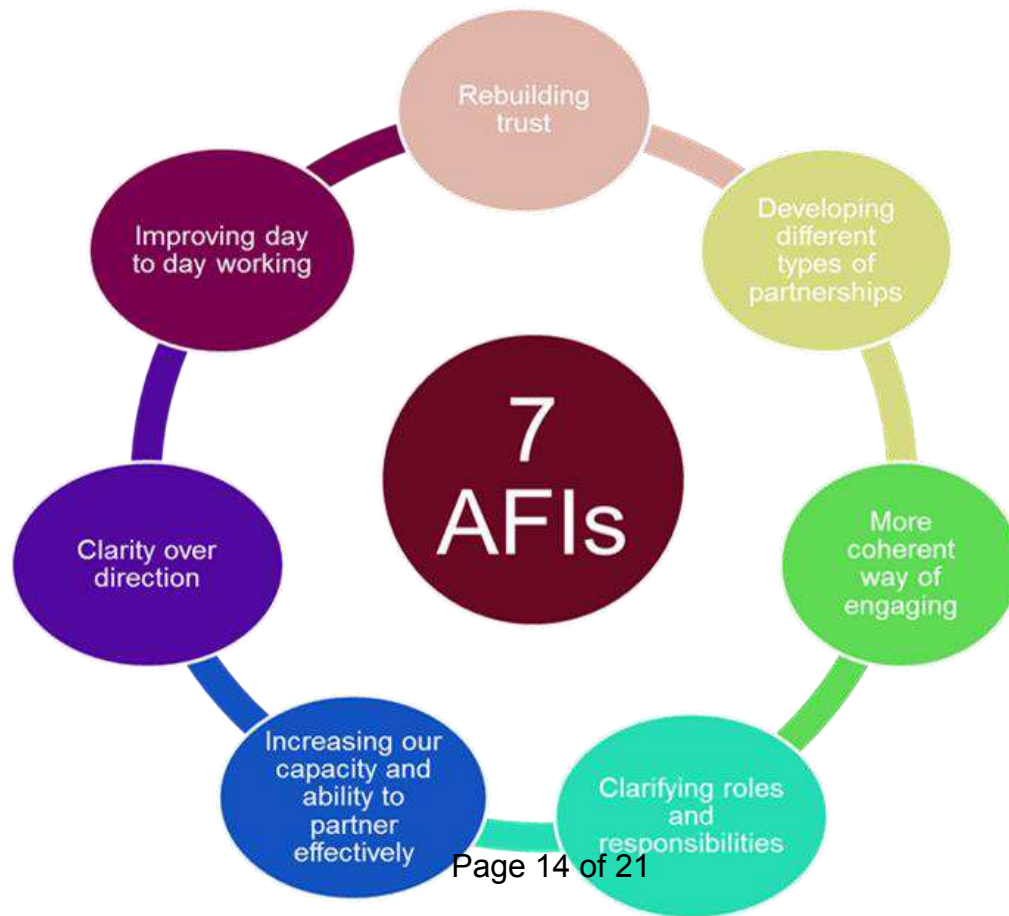 Rebuilding
trust
Developing
different
types of
partnerships
More
coherent
way of
engaging
Clarifying roles
and
responsibilities
Increasing our
capacity and
ability to
partner
effectively
Clarity over
direction
Improving day
to day working
7
AFIs
Page 14 of 21